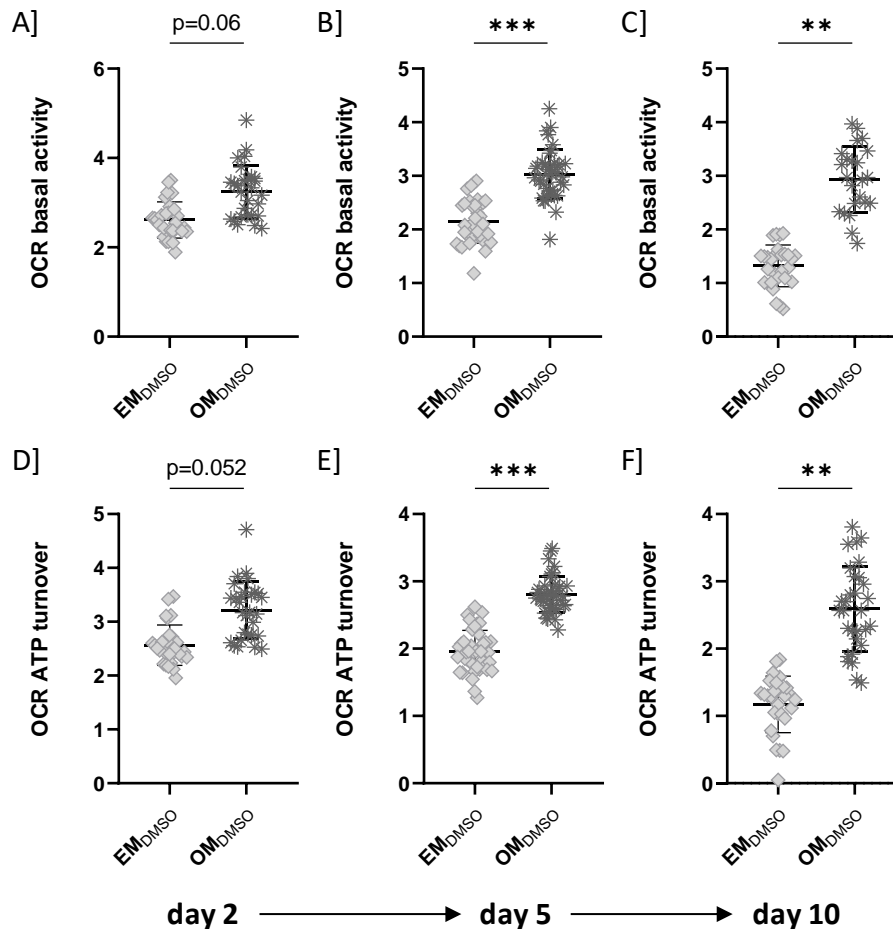 A]
p=0.06
OCR basal activity
6
4
2
0
EMDMSO
OMDMSO
B]
***
OCR basal activity
5
4
3
2
1
0
EMDMSO
OMDMSO
C]
**
OCR basal activity
5
4
3
2
1
0
EMDMSO
OMDMSO
D]
p=0.052
OCR ATP turnover
5
4
3
2
1
0
EMDMSO
OMDMSO
E]
***
OCR ATP turnover
4
3
2
1
0
EMDMSO
OMDMSO
F]
**
OCR ATP turnover
4
3
2
1
0
EMDMSO
OMDMSO
day 2
day 5
day 10